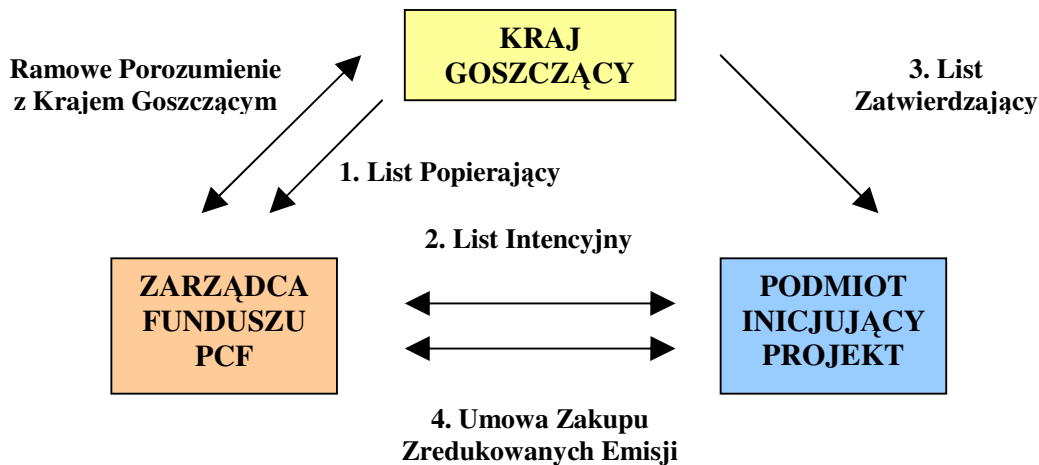 KRAJ
GOSZCZĄCY
Ramowe Porozumienie
z Krajem Goszczącym
3. List
Zatwierdzający
1. List Popierający
2. List Intencyjny
ZARZĄDCA
FUNDUSZU
PCF
PODMIOT
INICJUJĄCY
PROJEKT
4. Umowa Zakupu
Zredukowanych Emisji